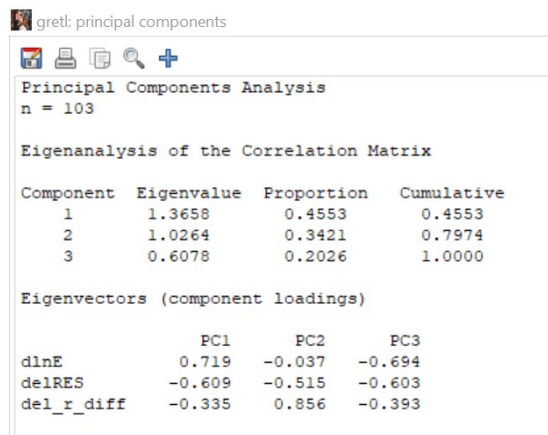 gretl: principal components
Principal Components Analysis
n = 103
Eigenanalysis of the Correlation Matrix
Component Eigenvalue Proportion Cumulative
1 1.3658 0.4553 0.4553
2 1.0264 0.3421 0.7974
3 0.6078 0.2026 1.0000
Eigenvectors (component loadings)
PC1 PC2 PC3
dlnE 0.719 -0.037 -0.694
delRES -0.609 -0.515 -0.603
del_r_diff -0.335 0.856 -0.393